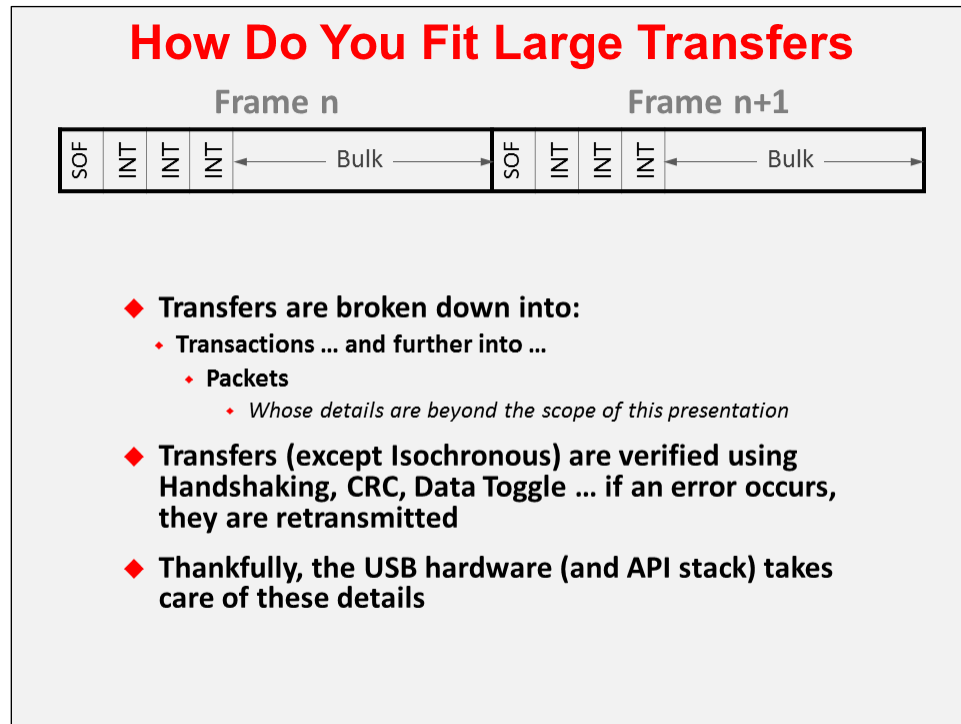 How Do You Fit Large Transfers
Frame n Frame n+1
SOF INT INT INT Bulk SOF INT INT INT Bulk
Transfers are broken down into:
Transactions ... and further into ...
Packets
Whose details are beyond the scope of this presentation
Transfers (except Isochronous) are verified using
Handshaking, CRC, Data Toggle ... if an error occurs,
they are retransmitted
Thankfully, the USB hardware (and API stack) takes
care of these details